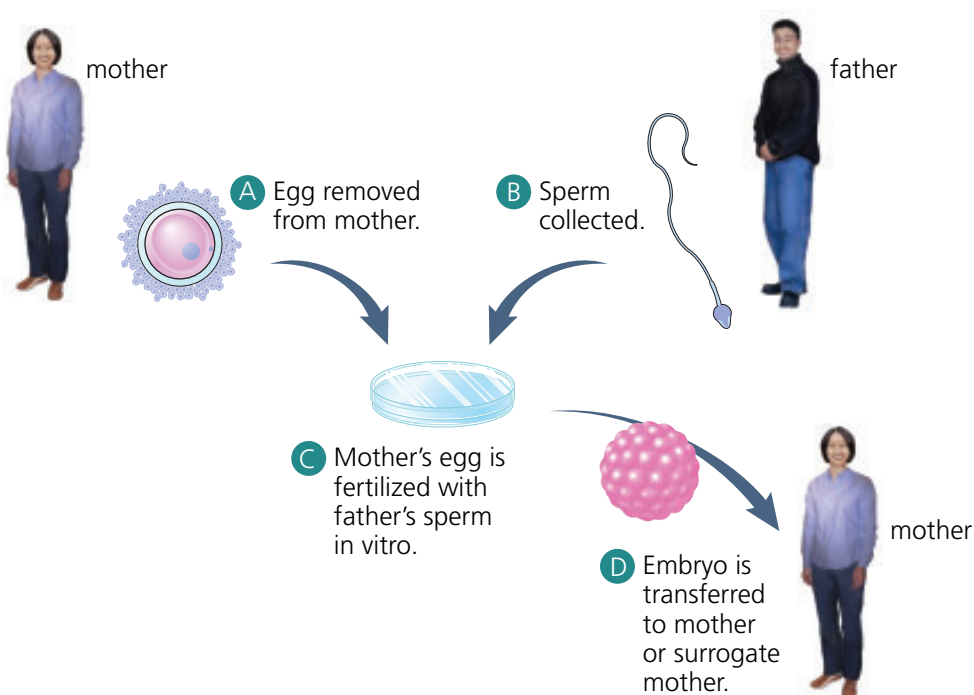 mother
father
A Egg removed
from mother.
B Sperm
collected.
C Mother’s egg is
fertilized with
father’s sperm
in vitro.
mother
D Embryo is
transferred
to mother
or surrogate
mother.